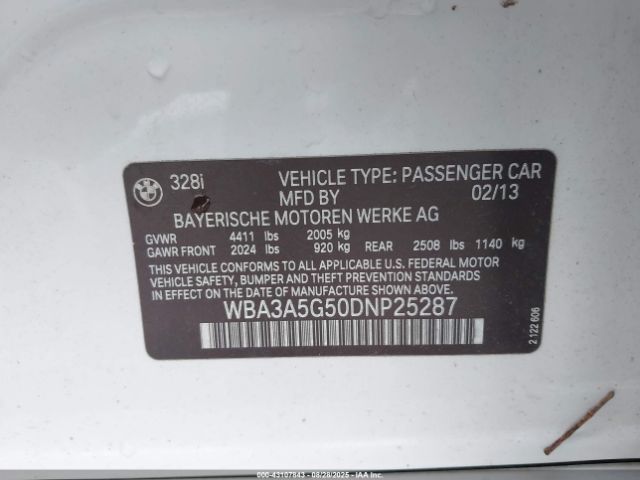 328i VEHICLE TYPE: PASSENGER CAR
MFD BY 02/13
BAYERISCHE MOTOREN WERKE AG
GVWR 4411 lbs 2005 kg
GAWR FRONT 2024 lbs 920 kg REAR 2508 lbs 1140 kg
THIS VEHICLE CONFORMS TO ALL APPLICABLE U.S. FEDERAL MOTOR
VEHICLE SAFETY, BUMPER AND THEFT PREVENTION STANDARDS
IN EFFECT ON THE DATE OF MANUFACTURE SHOWN ABOVE.
WBA3A5G50DNP25287
2 122 606
000-43107843 - 08/28/2025 - IAAI.COM